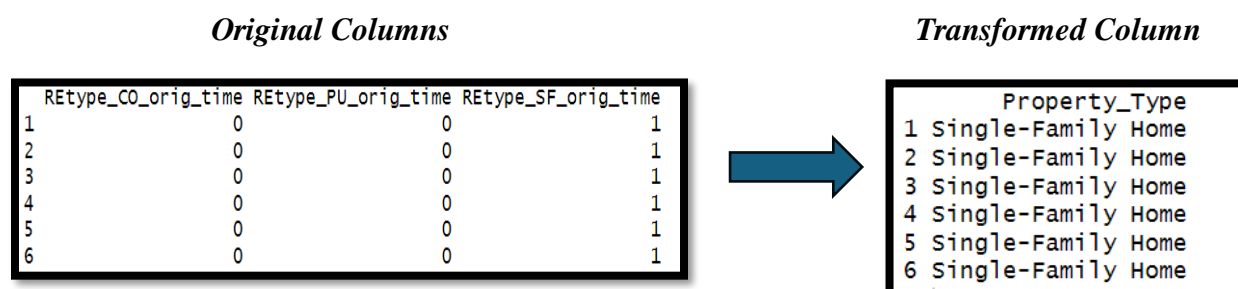 Original Columns
Transformed Column
REtype_CO_orig_time REtype_PU_orig_time REtype_SF_orig_time
1 0 0 1
2 0 0 1
3 0 0 1
4 0 0 1
5 0 0 1
6 0 0 1
Property_Type
1 Single-Family Home
2 Single-Family Home
3 Single-Family Home
4 Single-Family Home
5 Single-Family Home
6 Single-Family Home